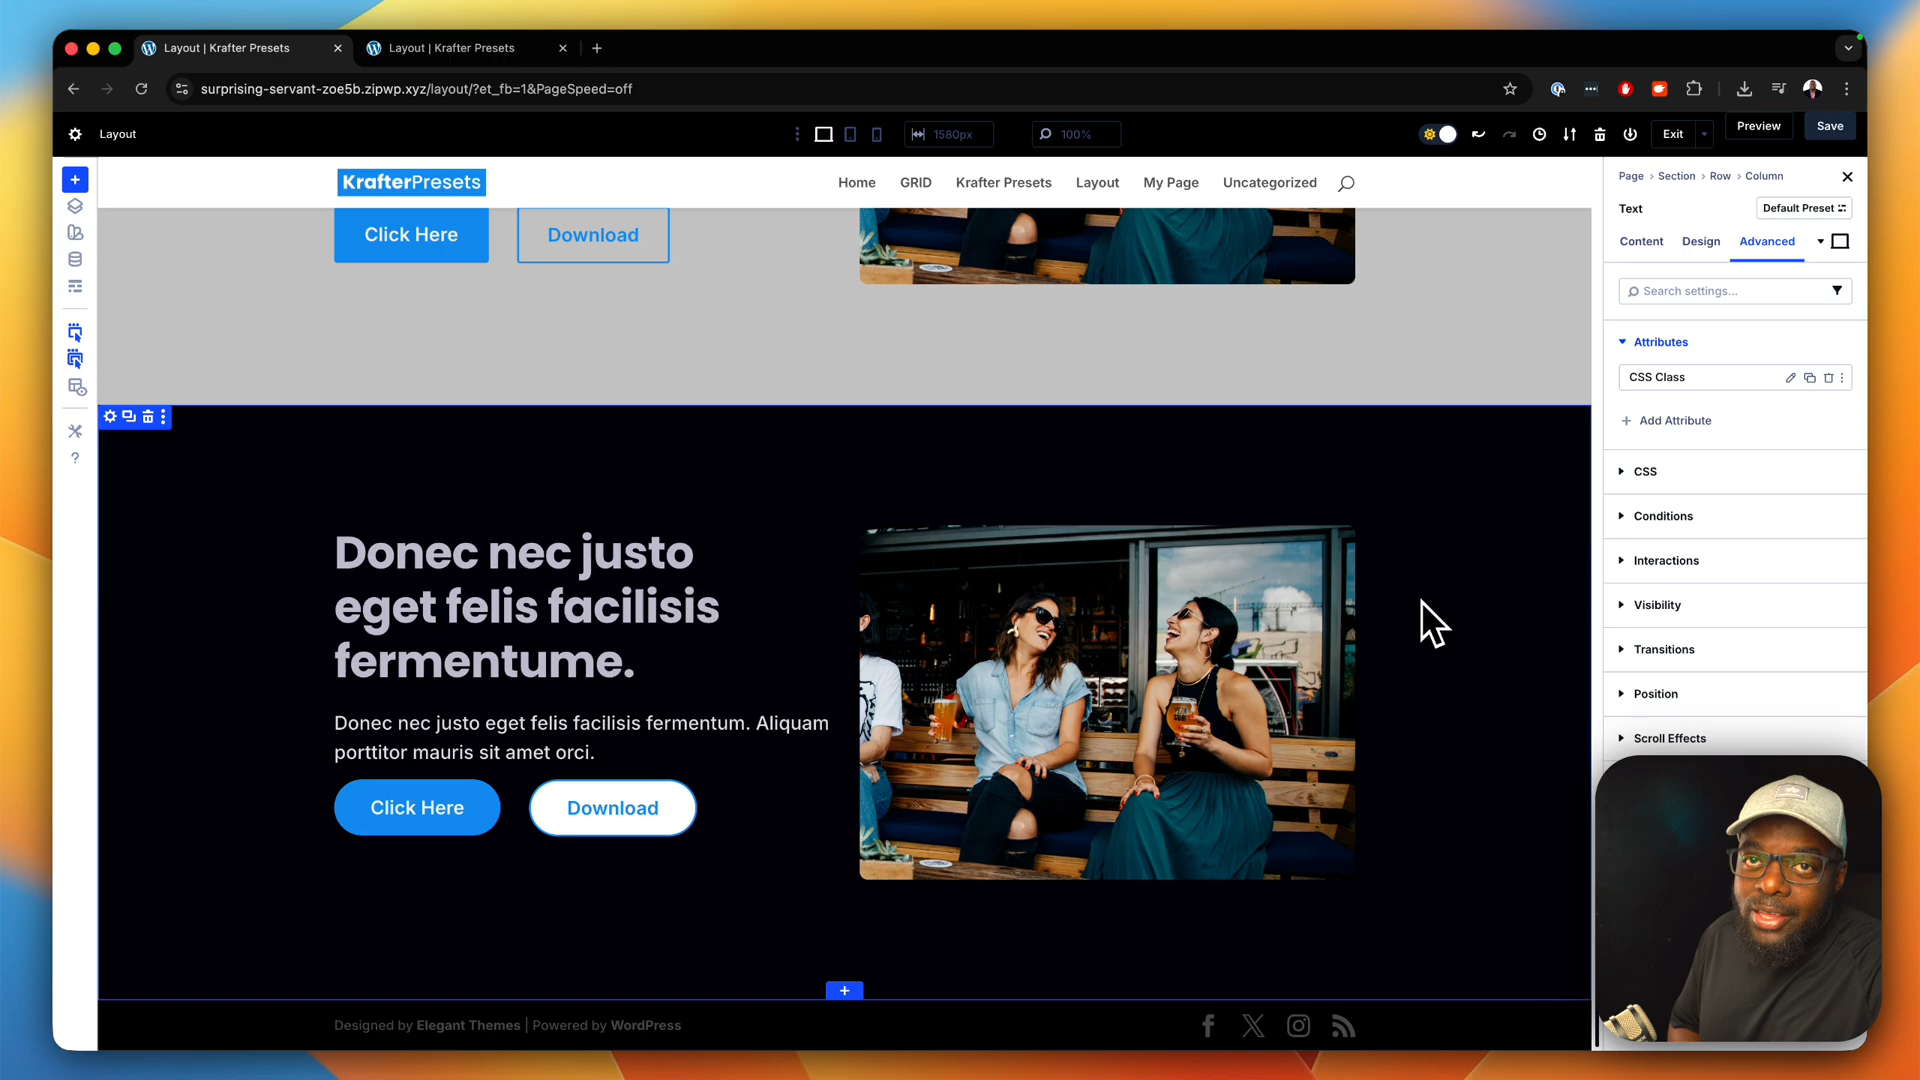 Layout | Krafter Presets
Layout | Krafter Presets
surprising-servant-zoe5b.zipwp.xyz/layout/?et_fb=1&PageSpeed=off
Layout
1580px
100%
Exit
Preview
Save
KrafterPresets
Home
GRID
Krafter Presets
Layout
My Page
Uncategorized
Click Here
Download
Donec nec justo
eget felis facilisis
fermentume.
Donec nec justo eget felis facilisis fermentum. Aliquam
porttitor mauris sit amet orci.
Click Here
Download
Designed by Elegant Themes | Powered by WordPress
Page > Section > Row > Column
Text
Default Preset
Content
Design
Advanced
Search settings...
Attributes
CSS Class
+ Add Attribute
CSS
Conditions
Interactions
Visibility
Transitions
Position
Scroll Effects